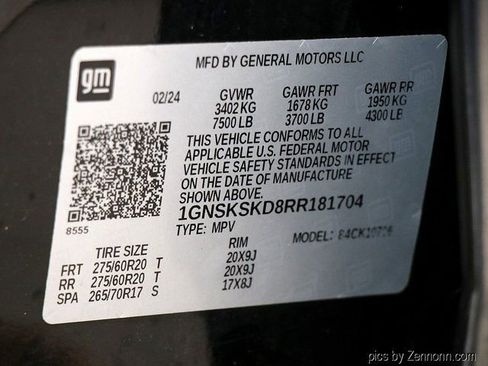 gm
MFD BY GENERAL MOTORS LLC
02/24 GVWR GAWR FRT GAWR RR
3402 KG 1678 KG 1950 KG
7500 LB 3700 LB 4300 LB
THIS VEHICLE CONFORMS TO ALL
APPLICABLE U.S. FEDERAL MOTOR
VEHICLE SAFETY STANDARDS IN EFFECT
ON THE DATE OF MANUFACTURE
SHOWN ABOVE.
8555
1GNSKSKD8RR181704
TYPE: MPV MODEL:
TIRE SIZE RIM
FRT 275/60R20 T 20X9J
RR 275/60R20 T 20X9J
SPA 265/70R17 S 17X8J
pics by Zennonn.com